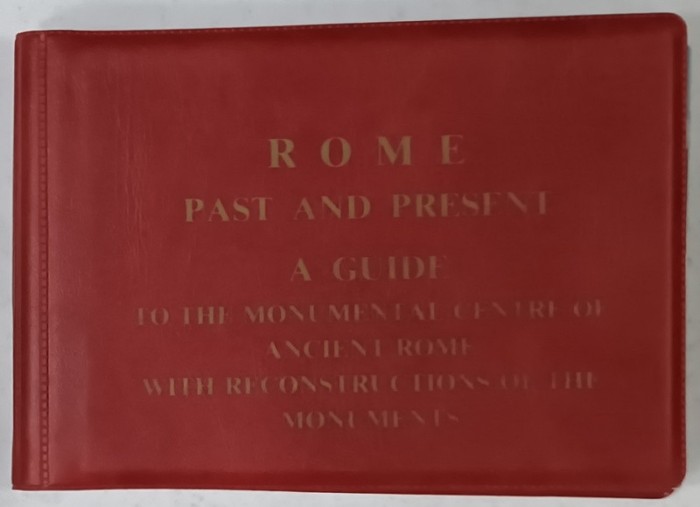 ROME
PAST AND PRESENT
A GUIDE
TO THE MONUMENTAL CENTRE OF
ANCIENT ROME
WITH RECONSTRUCTIONS OF THE
MONUMENTS